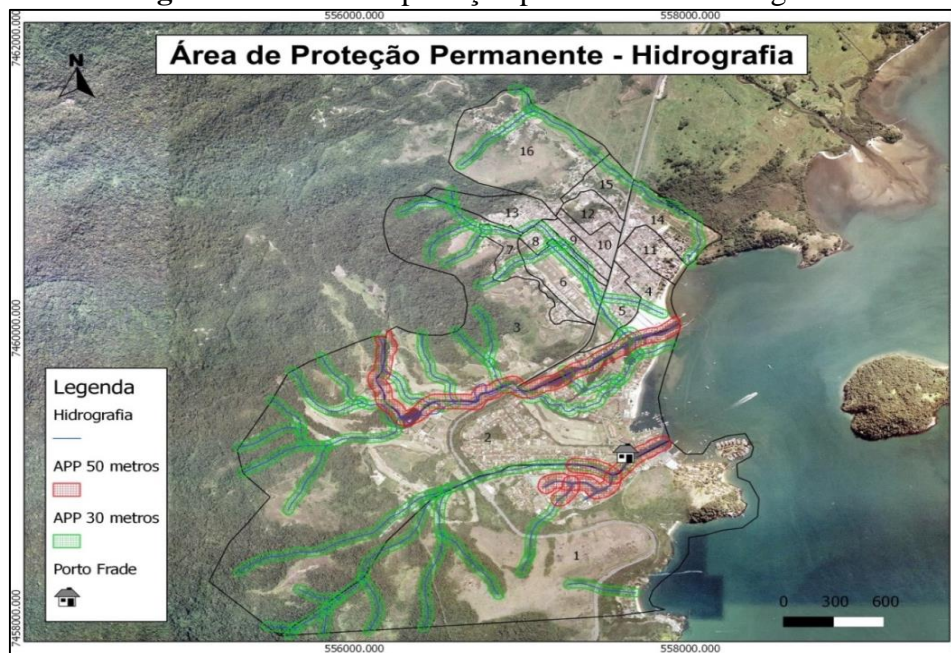 556000.000
558000.000
7462000.000
Área de Proteção Permanente - Hidrografia
N
16
15
13
12
14
7
8
9
10
11
6
4
5
3
7460000.000
Legenda
Hidrografia
APP 50 metros
APP 30 metros
Porto Frade
2
1
0 300 600
7458000.000
556000.000
558000.000